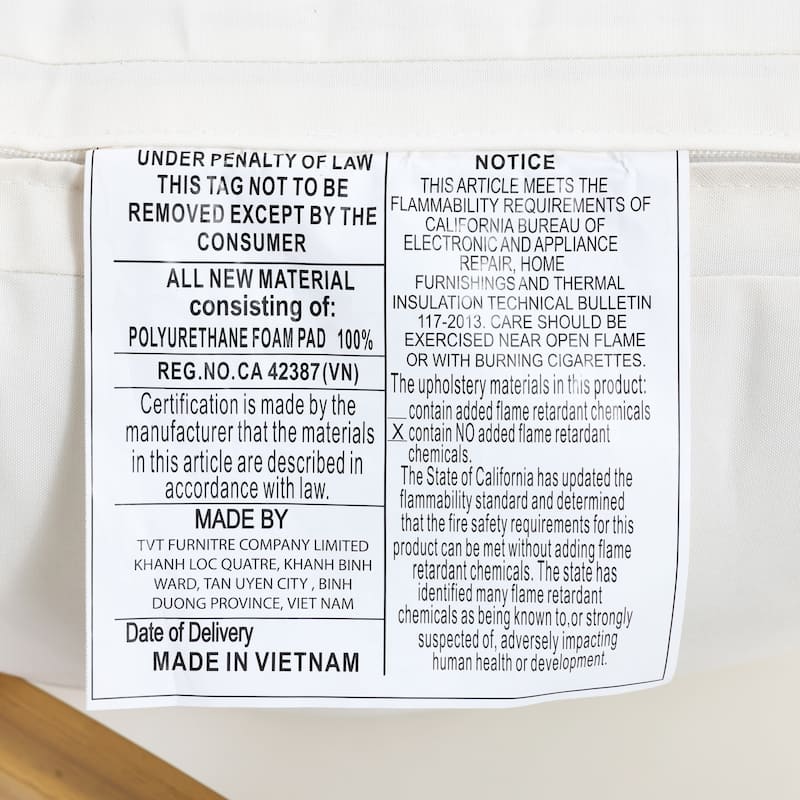 UNDER PENALTY OF LAW
THIS TAG NOT TO BE
REMOVED EXCEPT BY THE
CONSUMER
ALL NEW MATERIAL
consisting of:
POLYURETHANE FOAM PAD 100%
REG.NO.CA 42387(VN)
Certification is made by the
manufacturer that the materials
in this article are described in
accordance with law.
MADE BY
TVT FURNITRE COMPANY LIMITED
KHANH LOC QUATRE, KHANH BINH
WARD, TAN UYEN CITY , BINH
DUONG PROVINCE, VIET NAM
Date of Delivery
MADE IN VIETNAM
NOTICE
THIS ARTICLE MEETS THE
FLAMMABILITY REQUIREMENTS OF
CALIFORNIA BUREAU OF
ELECTRONIC AND APPLIANCE
REPAIR, HOME
FURNISHINGS AND THERMAL
INSULATION TECHNICAL BULLETIN
117-2013. CARE SHOULD BE
EXERCISED NEAR OPEN FLAME
OR WITH BURNING CIGARETTES.
The upholstery materials in this product:
__contain added flame retardant chemicals
X contain NO added flame retardant
chemicals.
The State of California has updated the
flammability standard and determined
that the fire safety requirements for this
product can be met without adding flame
retardant chemicals. The state has
identified many flame retardant
chemicals as being known to,or strongly
suspected of, adversely impacting
human health or development.